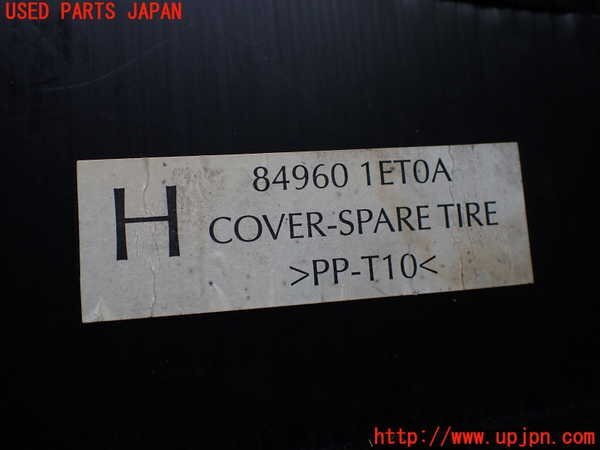 USED PARTS JAPAN
84960 1ET0A
H COVER-SPARE TIRE
>PP-T10<
http://www.upjpn.com/